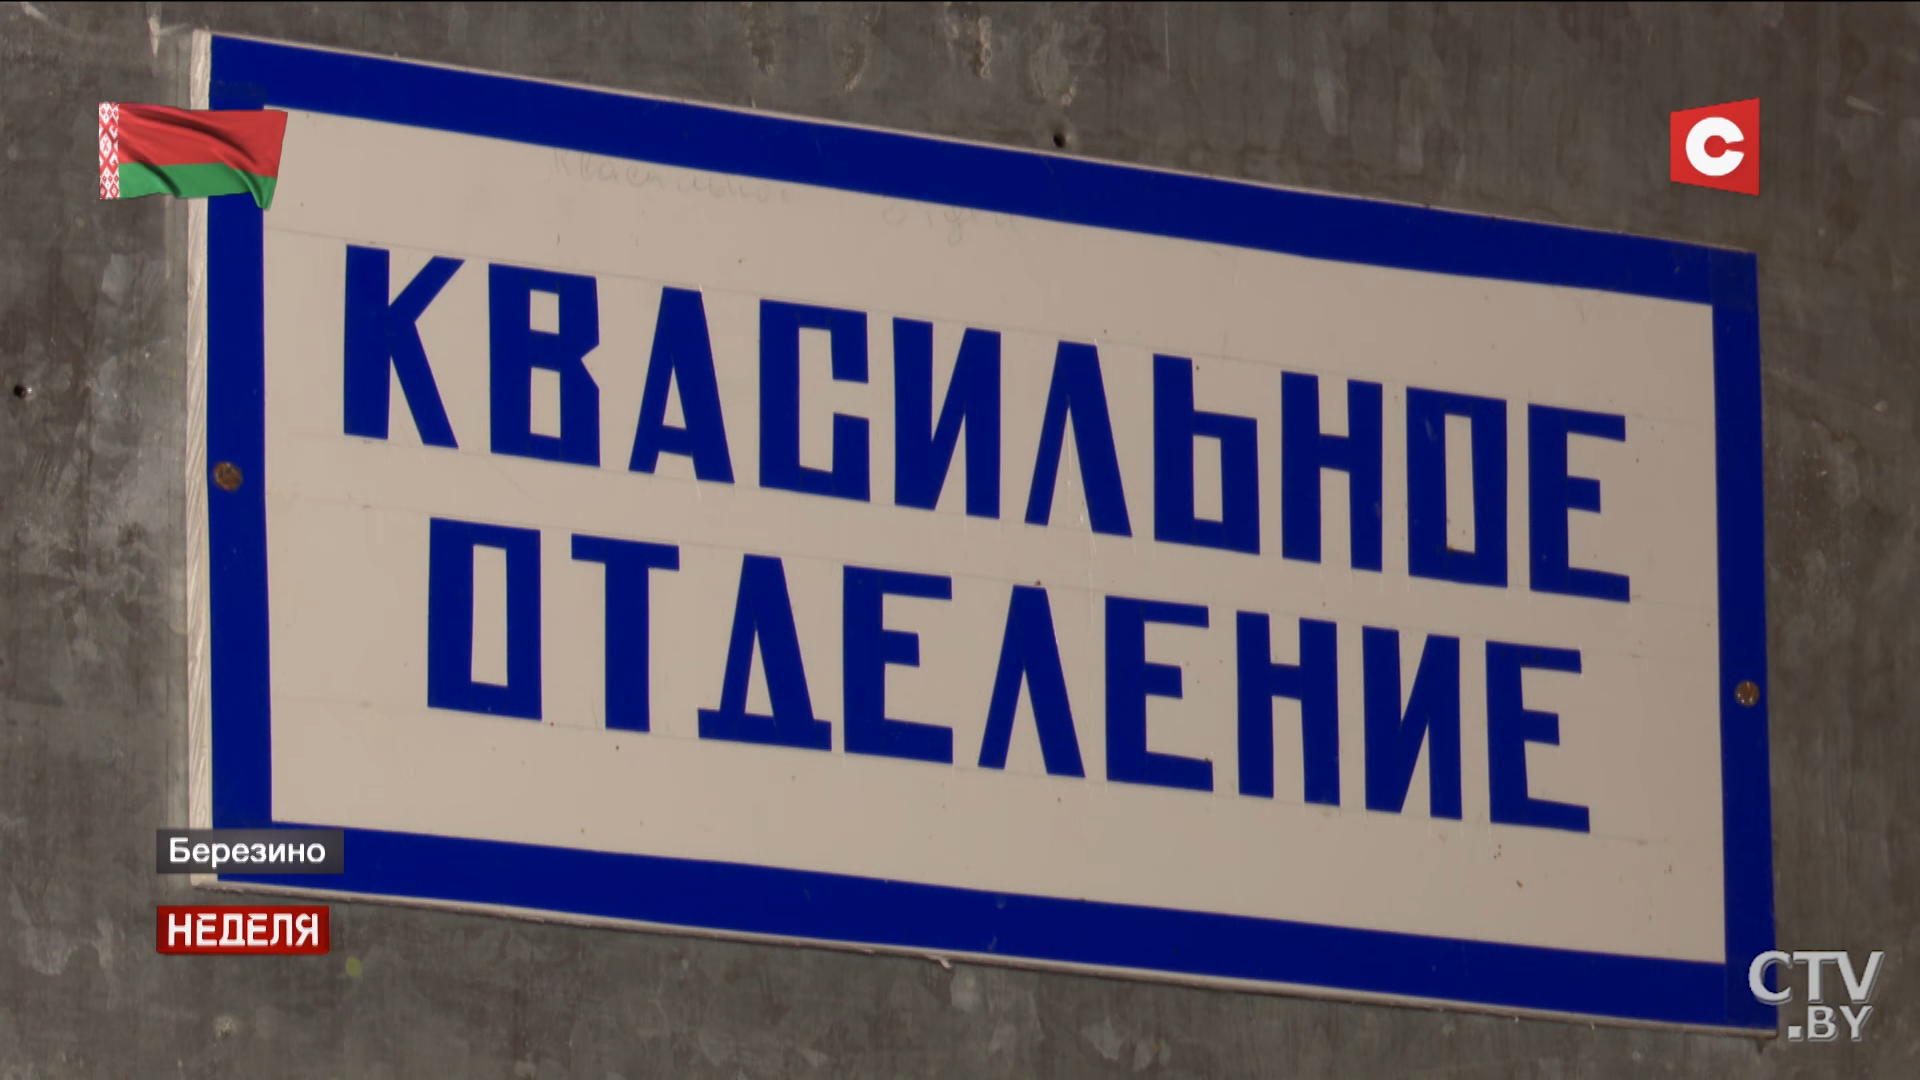 С
КВАСИЛЬНОЕ
ОТДЕЛЕНИЕ
Березино
НЕДЕЛЯ
CTV
.BY